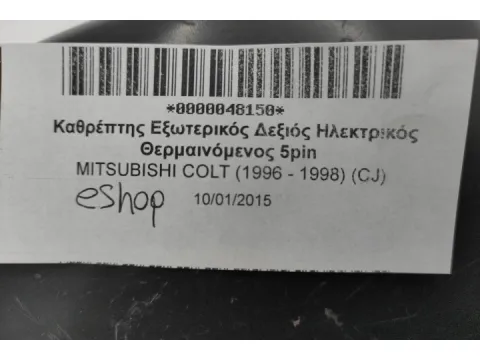 *0000048150*
Καθρέπτης Εξωτερικός Δεξιός Ηλεκτρικός
Θερμαινόμενος 5pin
MITSUBISHI COLT (1996 - 1998) (CJ)
eshop 10/01/2015